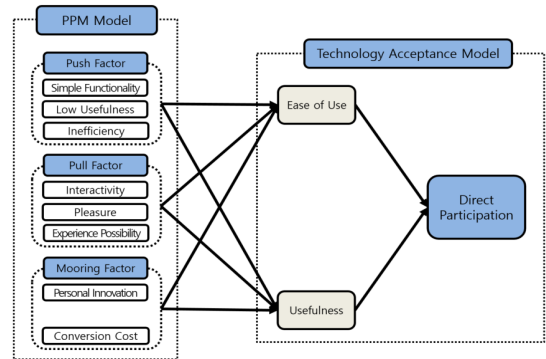 PPM Model
Push Factor
Simple Functionality
Low Usefulness
Inefficiency
Pull Factor
Interactivity
Pleasure
Experience Possibility
Mooring Factor
Personal Innovation
Conversion Cost
Technology Acceptance Model
Ease of Use
Usefulness
Direct
Participation